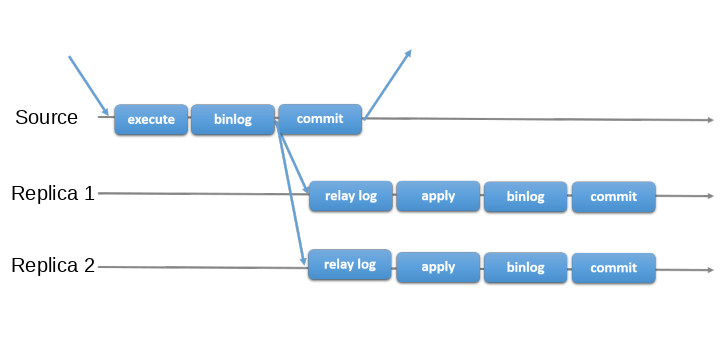 Source execute binlog commit
Replica 1 relay log apply binlog commit
Replica 2 relay log apply binlog commit